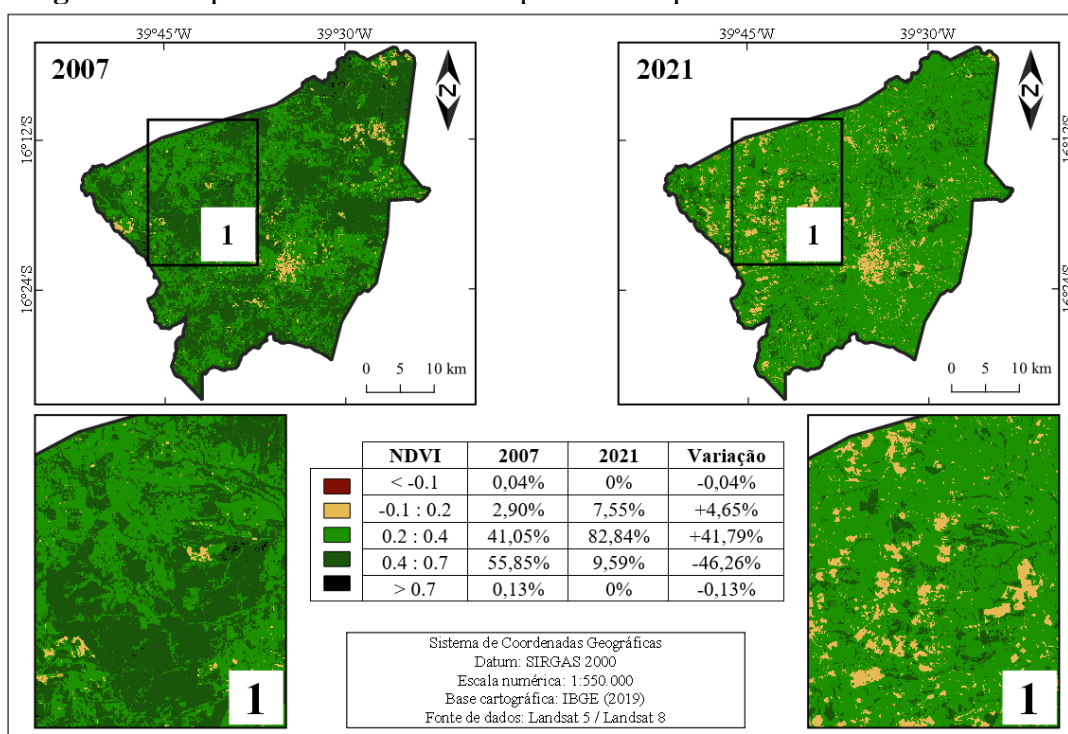 39°45'W 39°30'W
2007
16°12'S
16°24'S
1
0 5 10 km
N
39°45'W 39°30'W
2021
16°12'S
16°24'S
1
0 5 10 km
N
1
NDVI 2007 2021 Variação
< -0.1 0,04% 0% -0,04%
-0.1 : 0.2 2,90% 7,55% +4,65%
0.2 : 0.4 41,05% 82,84% +41,79%
0.4 : 0.7 55,85% 9,59% -46,26%
> 0.7 0,13% 0% -0,13%
Sistema de Coordenadas Geográficas
Datum: SIRGAS 2000
Escala numérica: 1:550.000
Base cartográfica: IBGE (2019)
Fonte de dados: Landsat 5 / Landsat 8
1